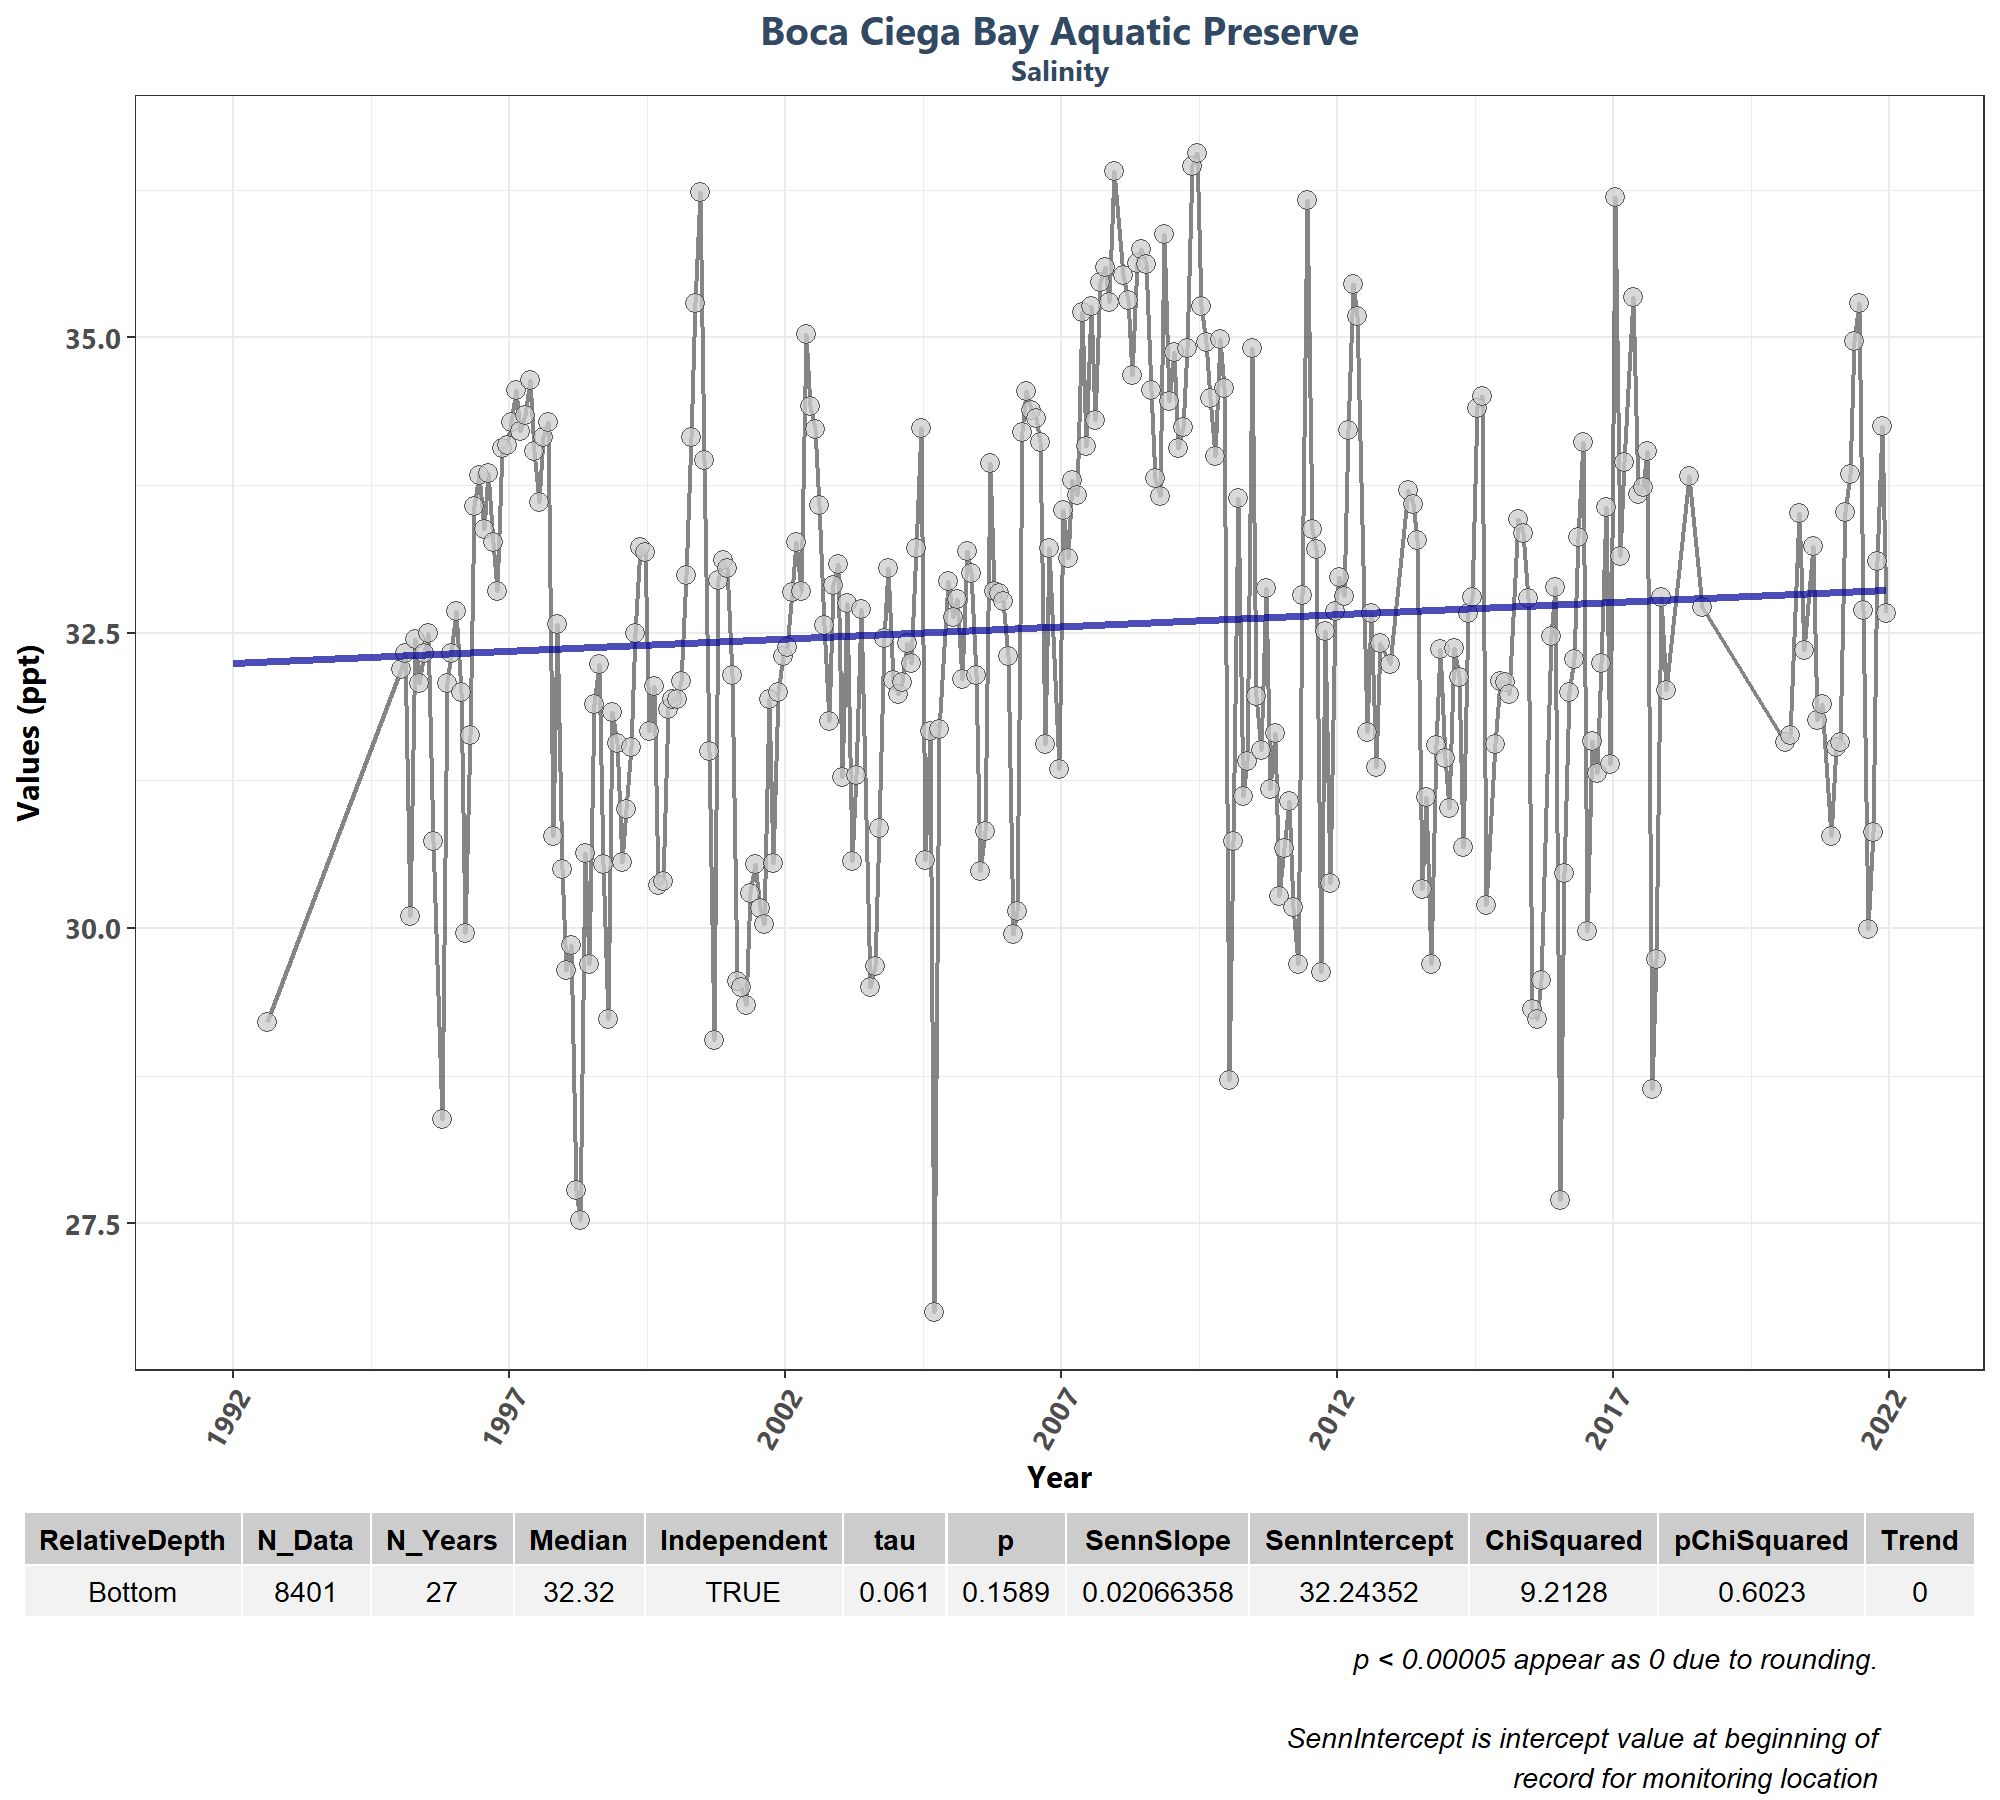 Boca Ciega Bay Aquatic Preserve
Salinity
Values (ppt)
35.0
32.5
30.0
27.5
1992 1997 2002 2007 2012 2017 2022
Year
RelativeDepth N_Data N_Years Median Independent tau p SennSlope SennIntercept ChiSquared pChiSquared Trend
Bottom 8401 27 32.32 TRUE 0.061 0.1589 0.02066358 32.24352 9.2128 0.6023 0
p < 0.00005 appear as 0 due to rounding.
SennIntercept is intercept value at beginning of
record for monitoring location